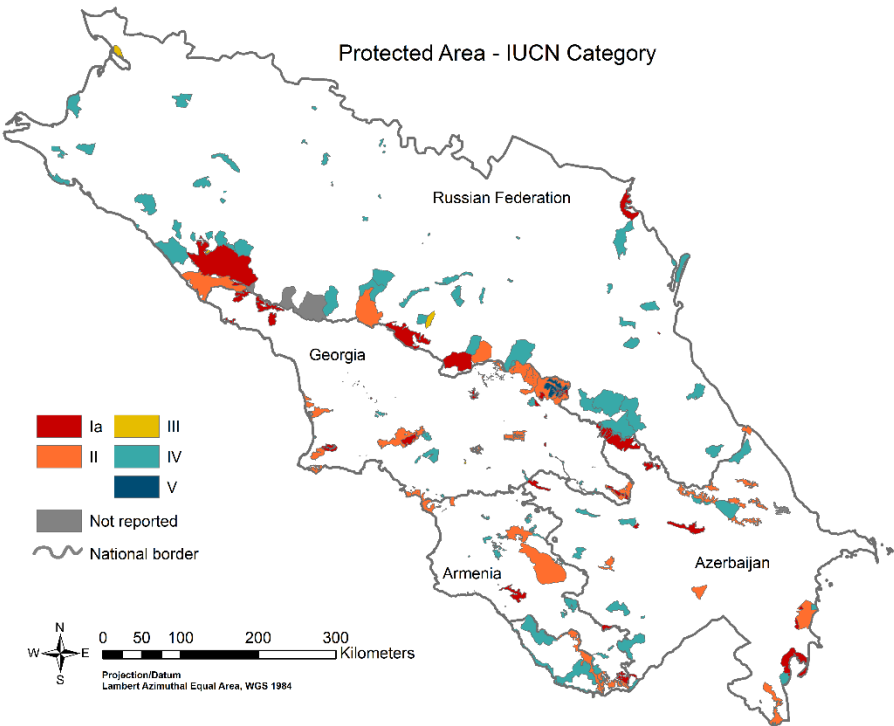 Protected Area - IUCN Category
Russian Federation
Georgia
Armenia
Azerbaijan
Ia III
II IV
V
Not reported
National border
N
W E
S
0 25 50 100 200 300
Kilometers
Projection/Datum
Lambert Azimuthal Equal Area, WGS 1984